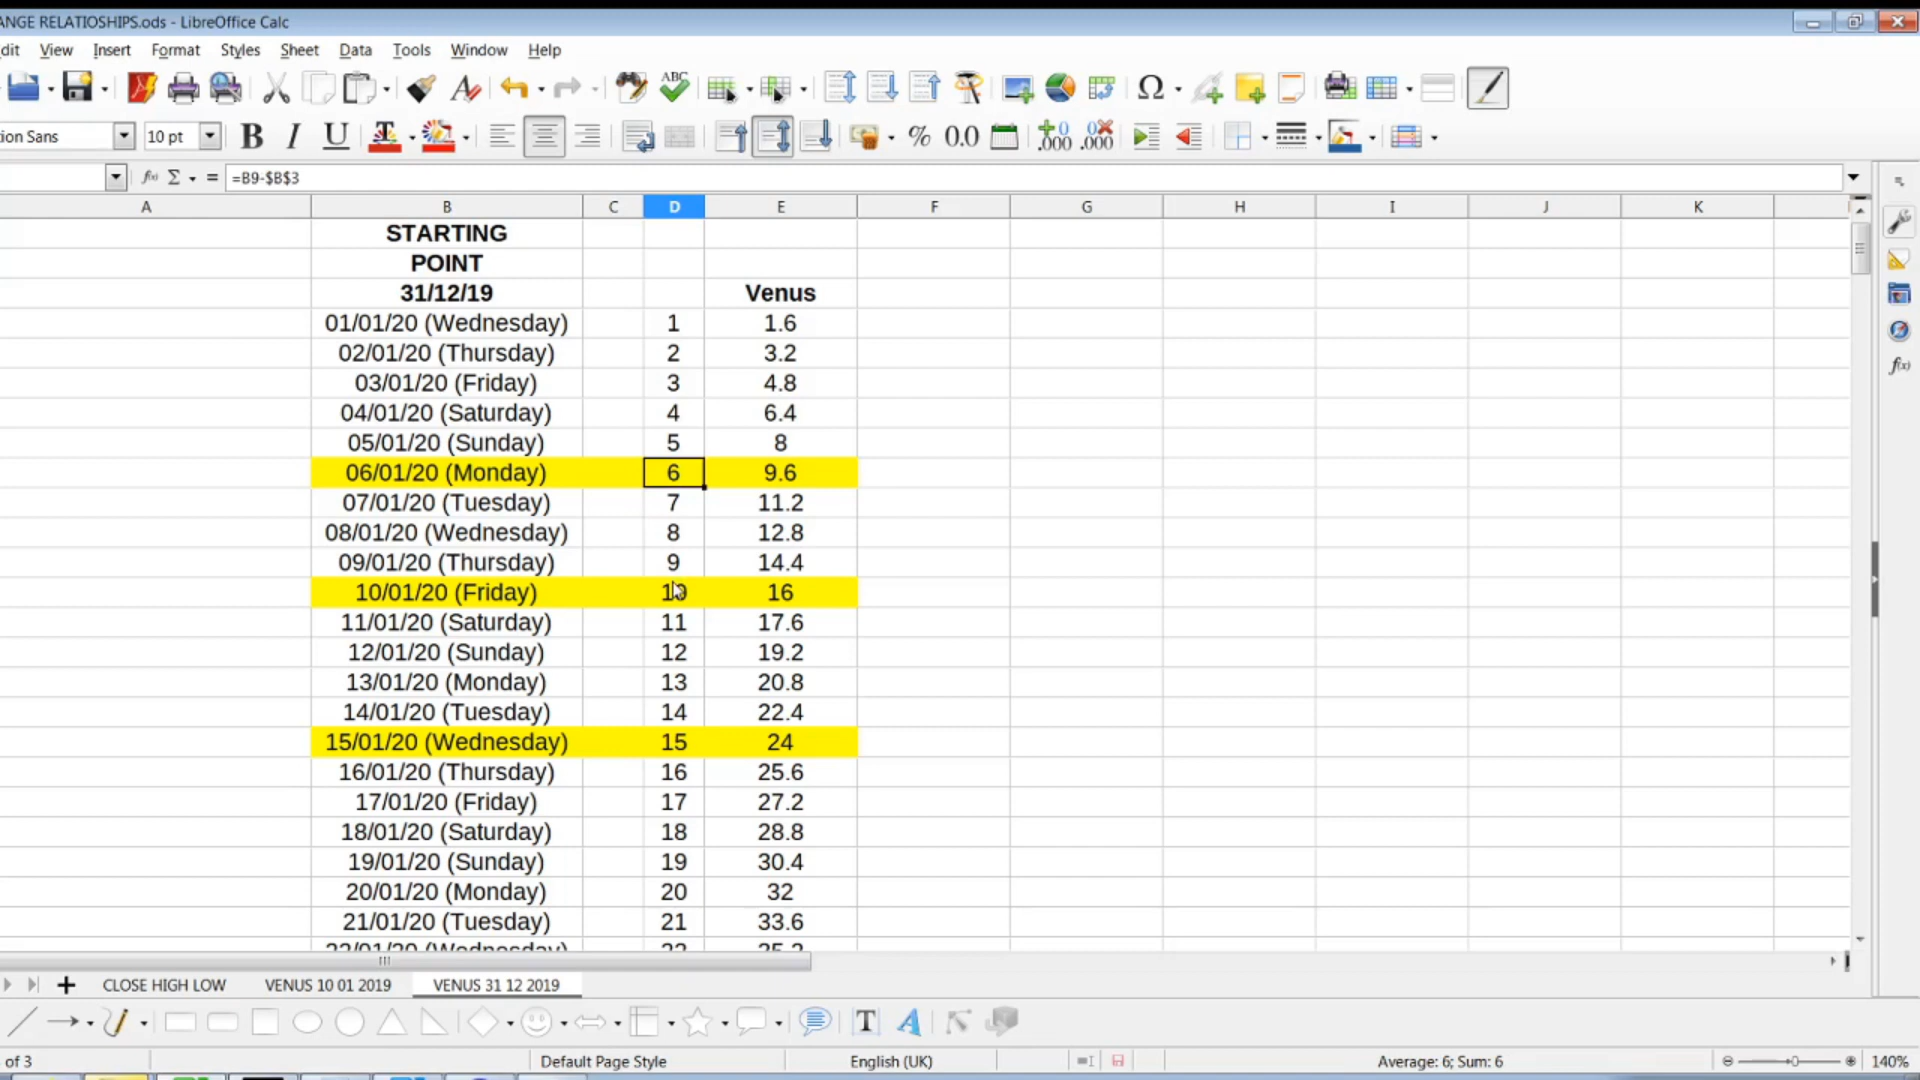 ANGE RELATIOSHIPS.ods - LibreOffice Calc
dit View Insert Format Styles Sheet Data Tools Window Help
ion Sans 10 pt
=B9-$B$3
A B C D E F G H I J K
STARTING
POINT
31/12/19 Venus
01/01/20 (Wednesday) 1 1.6
02/01/20 (Thursday) 2 3.2
03/01/20 (Friday) 3 4.8
04/01/20 (Saturday) 4 6.4
05/01/20 (Sunday) 5 8
06/01/20 (Monday) 6 9.6
07/01/20 (Tuesday) 7 11.2
08/01/20 (Wednesday) 8 12.8
09/01/20 (Thursday) 9 14.4
10/01/20 (Friday) 10 16
11/01/20 (Saturday) 11 17.6
12/01/20 (Sunday) 12 19.2
13/01/20 (Monday) 13 20.8
14/01/20 (Tuesday) 14 22.4
15/01/20 (Wednesday) 15 24
16/01/20 (Thursday) 16 25.6
17/01/20 (Friday) 17 27.2
18/01/20 (Saturday) 18 28.8
19/01/20 (Sunday) 19 30.4
20/01/20 (Monday) 20 32
21/01/20 (Tuesday) 21 33.6
22/01/20 (Wednesday) 22 35.2
CLOSE HIGH LOW VENUS 10 01 2019 VENUS 31 12 2019
of 3 Default Page Style English (UK) Average: 6; Sum: 6 140%